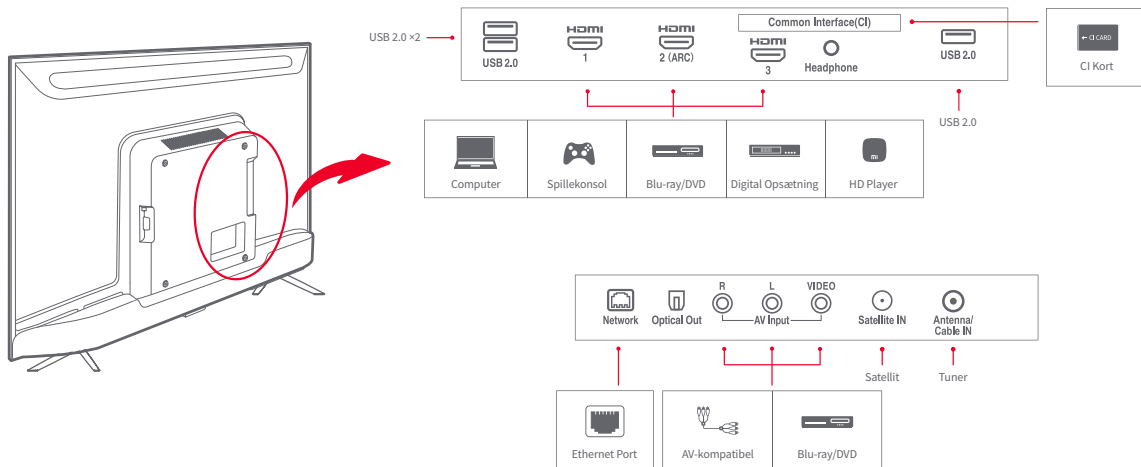 Common Interface(CI)
USB 2.0 ×2
USB 2.0
HDMI
1
HDMI
2 (ARC)
HDMI
3
Headphone
USB 2.0
← CI CARD
CI Kort
USB 2.0
Computer
Spillekonsol
Blu-ray/DVD
Digital Opsætning
mi
HD Player
R
L
VIDEO
Network
Optical Out
AV Input
Satellite IN
Antenna/
Cable IN
Satellit
Tuner
Ethernet Port
AV-kompatibel
Blu-ray/DVD